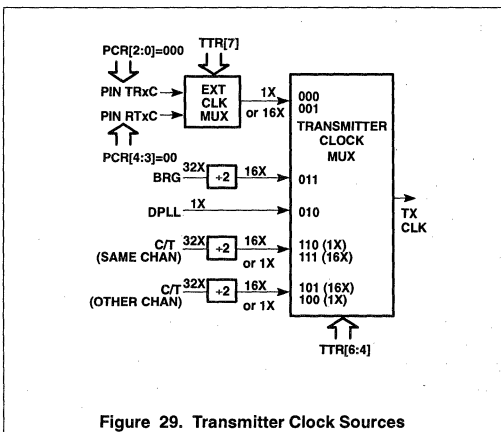 PCR[2:0]=000
TTR[7]
PIN TRxC
PIN RTxC
EXT
CLK
MUX
1X
or 16X
PCR[4:3]=00
000
001
TRANSMITTER
CLOCK
MUX
BRG
32X
÷2
16X
011
DPLL
1X
010
TX
CLK
C/T
(SAME CHAN)
32X
÷2
16X
or 1X
110 (1X)
111 (16X)
C/T
(OTHER CHAN)
32X
÷2
16X
or 1X
101 (16X)
100 (1X)
TTR[6:4]
Figure 29. Transmitter Clock Sources